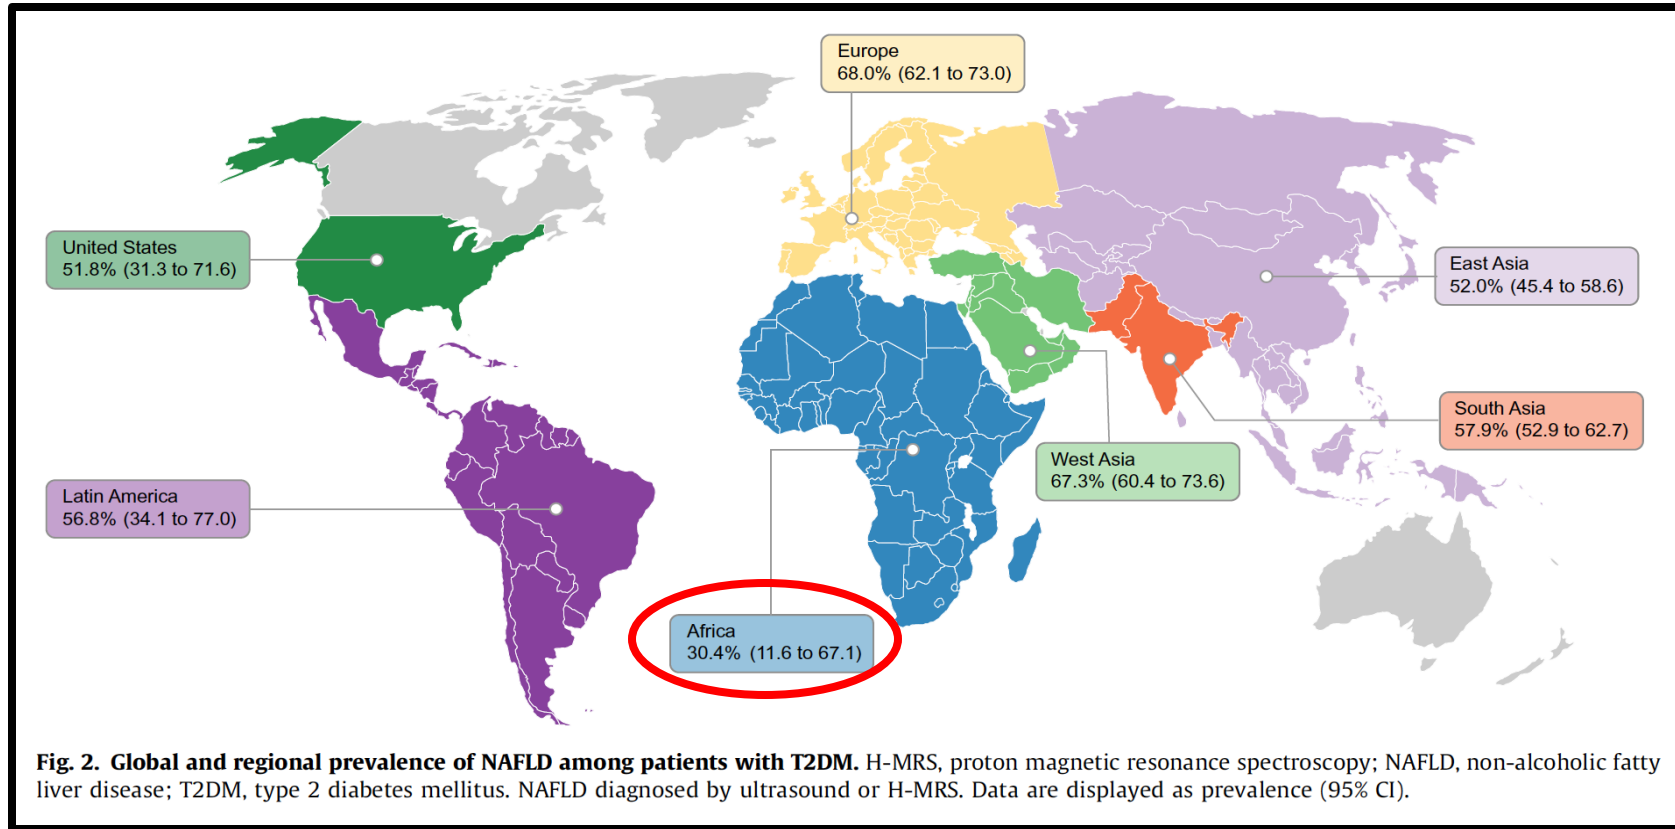 Europe
68.0% (62.1 to 73.0)
United States
51.8% (31.3 to 71.6)
East Asia
52.0% (45.4 to 58.6)
South Asia
57.9% (52.9 to 62.7)
West Asia
67.3% (60.4 to 73.6)
Latin America
56.8% (34.1 to 77.0)
Africa
30.4% (11.6 to 67.1)
Fig. 2. Global and regional prevalence of NAFLD among patients with T2DM. H-MRS, proton magnetic resonance spectroscopy; NAFLD, non-alcoholic fatty
liver disease; T2DM, type 2 diabetes mellitus. NAFLD diagnosed by ultrasound or H-MRS. Data are displayed as prevalence (95% CI).